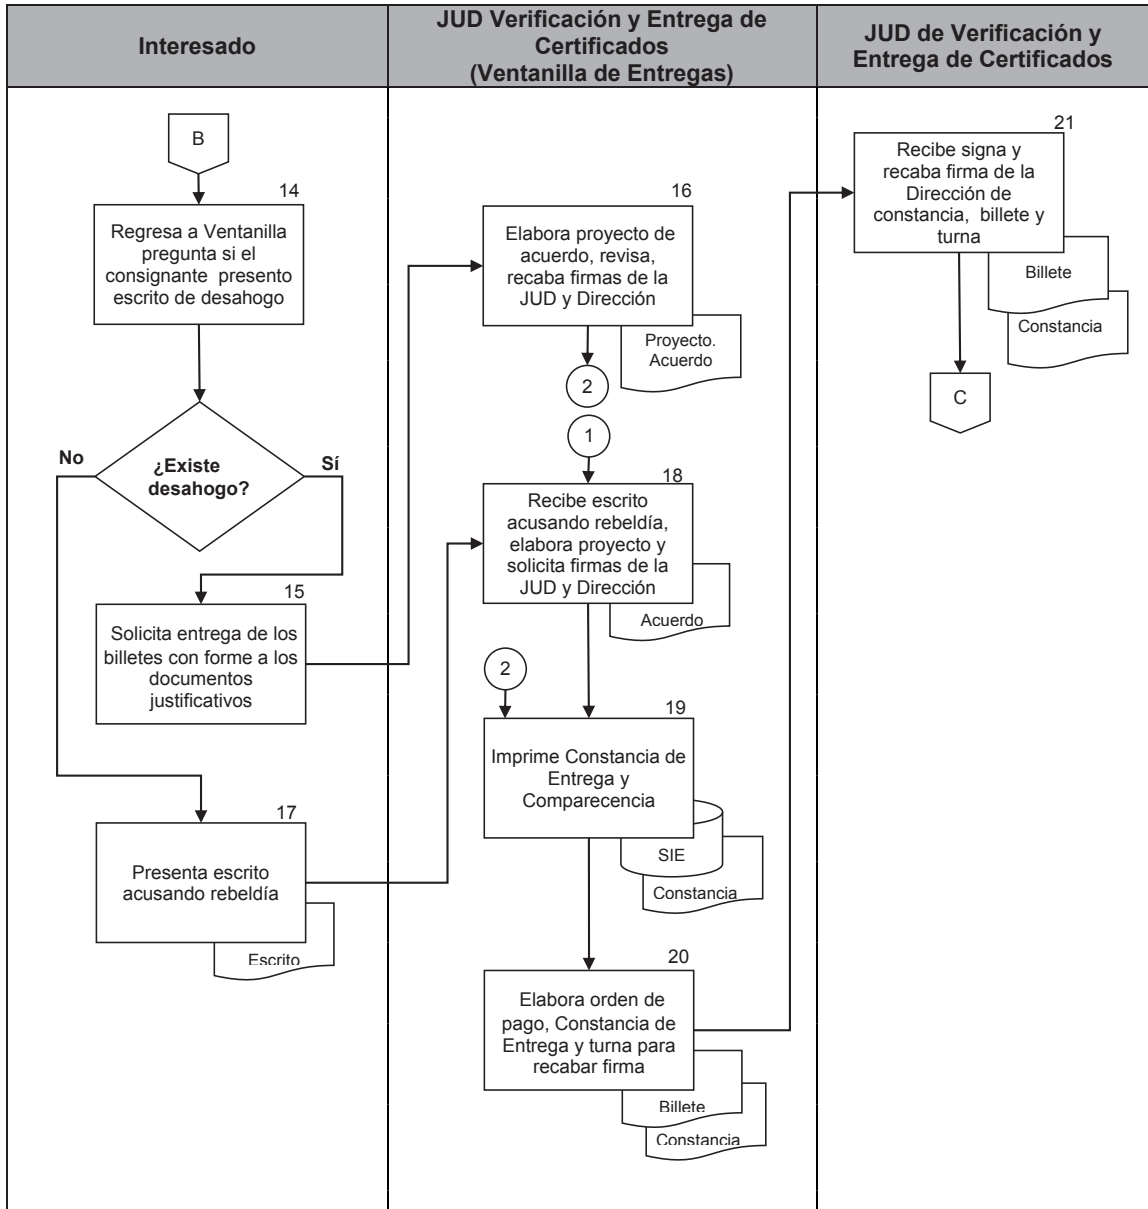 Interesado
JUD Verificación y Entrega de
Certificados
(Ventanilla de Entregas)
JUD de Verificación y
Entrega de Certificados
B
14
Regresa a Ventanilla
pregunta si el
consignante presento
escrito de desahogo
¿Existe
desahogo?
No
Sí
15
Solicita entrega de los
billetes con forme a los
documentos
justificativos
17
Presenta escrito
acusando rebeldía
Escrito
16
Elabora proyecto de
acuerdo, revisa,
recaba firmas de la
JUD y Dirección
Proyecto.
Acuerdo
2
1
18
Recibe escrito
acusando rebeldía,
elabora proyecto y
solicita firmas de la
JUD y Dirección
Acuerdo
2
19
Imprime Constancia de
Entrega y
Comparecencia
SIE
Constancia
20
Elabora orden de
pago, Constancia de
Entrega y turna para
recabar firma
Billete
Constancia
21
Recibe signa y
recaba firma de la
Dirección de
constancia, billete y
turna
Billete
Constancia
C